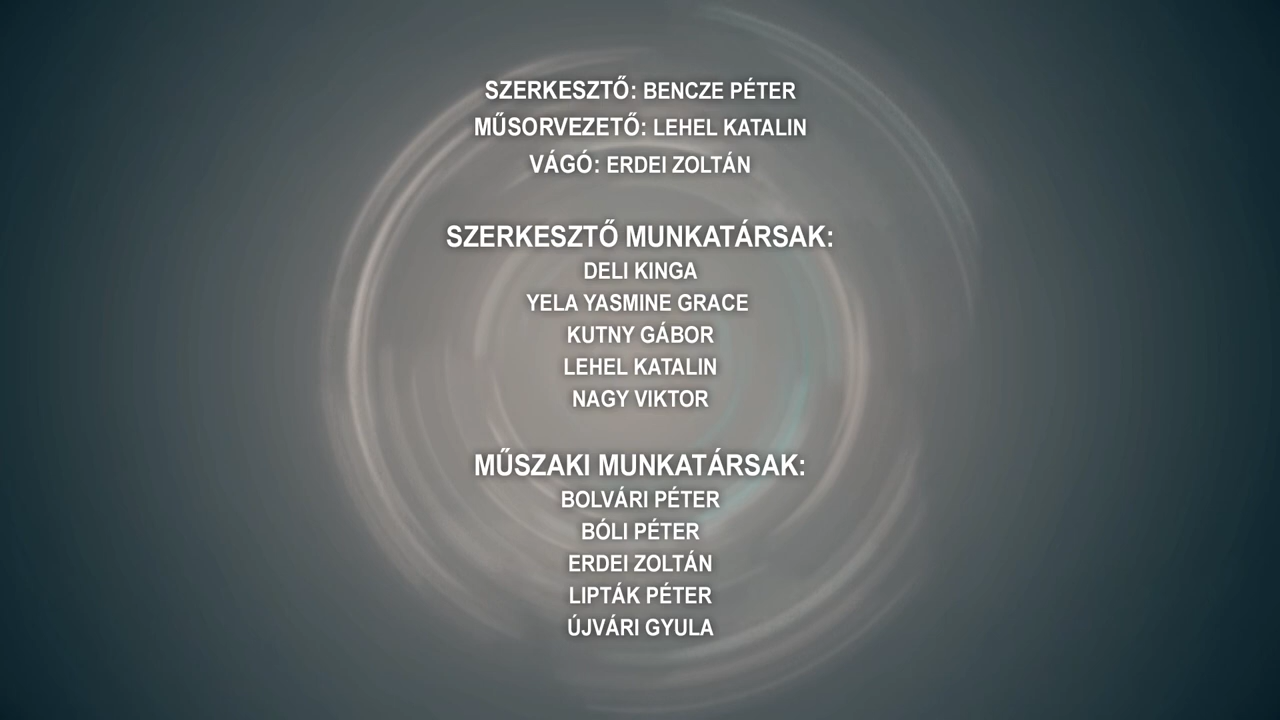 SZERKESZTŐ: BENCZE PÉTER
MŰSORVEZETŐ: LEHEL KATALIN
VÁGÓ: ERDEI ZOLTÁN
SZERKESZTŐ MUNKATÁRSAK:
DELI KINGA
YELA YASMINE GRACE
KUTNY GÁBOR
LEHEL KATALIN
NAGY VIKTOR
MŰSZAKI MUNKATÁRSAK:
BOLVÁRI PÉTER
BÓLI PÉTER
ERDEI ZOLTÁN
LIPTÁK PÉTER
ÚJVÁRI GYULA